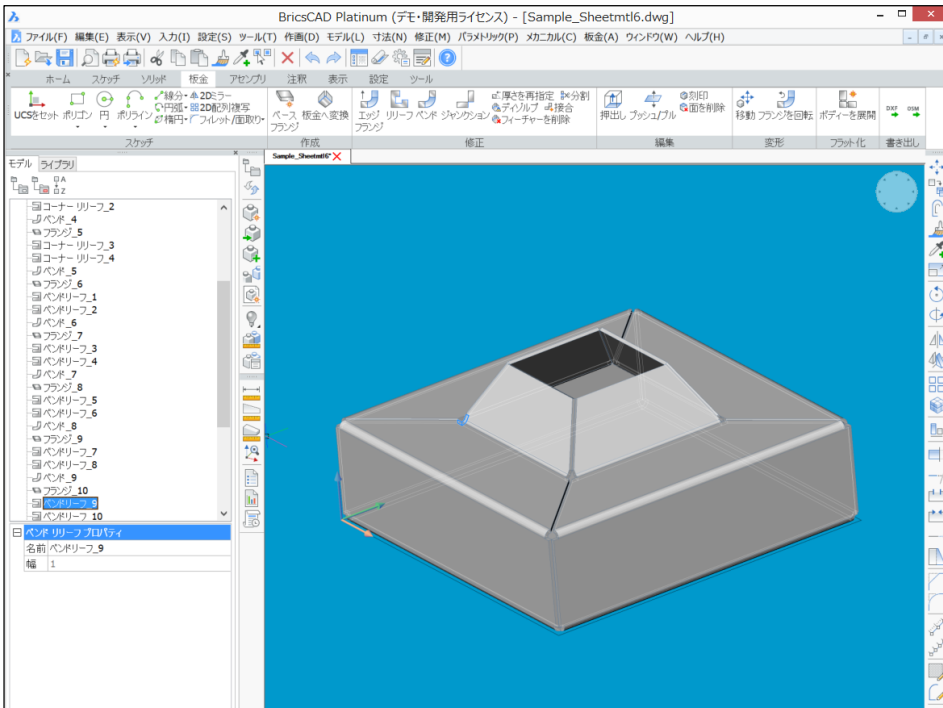 BricsCAD Platinum (デモ・開発用ライセンス) - [Sample_Sheetmtl6.dwg]
ファイル(F) 編集(E) 表示(V) 入力(I) 設定(S) ツール(T) 作図(D) モデル(L) 寸法(N) 修正(M) パラメトリック(P) メカニカル(C) 板金(A) ウィンドウ(W) ヘルプ(H)
ホーム スケッチ ソリッド 板金 アセンブリ 注釈 表示 設定 ツール
線分 2Dミラー 厚さを再指定 分割 刻印
円弧 2D配列複写 ディゾルブ 接合 面を削除
UCSをセット ポリゴン 円 ポリライン 楕円 フィレット/面取り ベース フランジ 板金へ変換 エッジ フランジ リリーフ ベンド ジャンクション フィーチャーを削除 押出し プッシュ/プル 移動 フランジを回転 ボディーを展開 DXF OSM
スケッチ 作成 修正 編集 変形 フラット化 書き出し
モデル ライブラリ
Sample_Sheetmtl6*
コーナー リリーフ_2
ベンド_4
フランジ_5
コーナー リリーフ_3
コーナー リリーフ_4
ベンド_5
フランジ_6
ベンドリーフ_1
ベンドリーフ_2
ベンド_6
フランジ_7
ベンドリーフ_3
ベンドリーフ_4
ベンド_7
フランジ_8
ベンドリーフ_5
ベンドリーフ_6
ベンド_8
フランジ_9
ベンドリーフ_7
ベンドリーフ_8
ベンド_9
フランジ_10
ベンドリーフ_9
ベンドリーフ_10
ベンド リリーフ プロパティ
名前 ベンドリーフ_9
幅 1